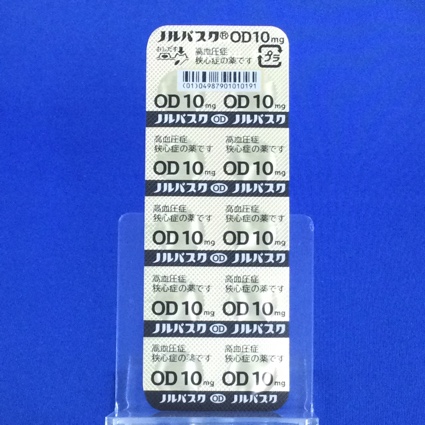 ノルバスク® OD10mg
おしだす
高血圧症
狭心症の薬です
プラ
(01)04987901010191
OD10mg OD10mg
ノルバスク OD ノルバスク
高血圧症 高血圧症
狭心症の薬です 狭心症の薬です
OD10mg OD10mg
ノルバスク OD ノルバスク
高血圧症 高血圧症
狭心症の薬です 狭心症の薬です
OD10mg OD10mg
ノルバスク OD ノルバスク
高血圧症 高血圧症
狭心症の薬です 狭心症の薬です
OD10mg OD10mg
ノルバスク OD ノルバスク
高血圧症 高血圧症
狭心症の薬です 狭心症の薬です
OD10mg OD10mg
ノルバスク OD ノルバスク